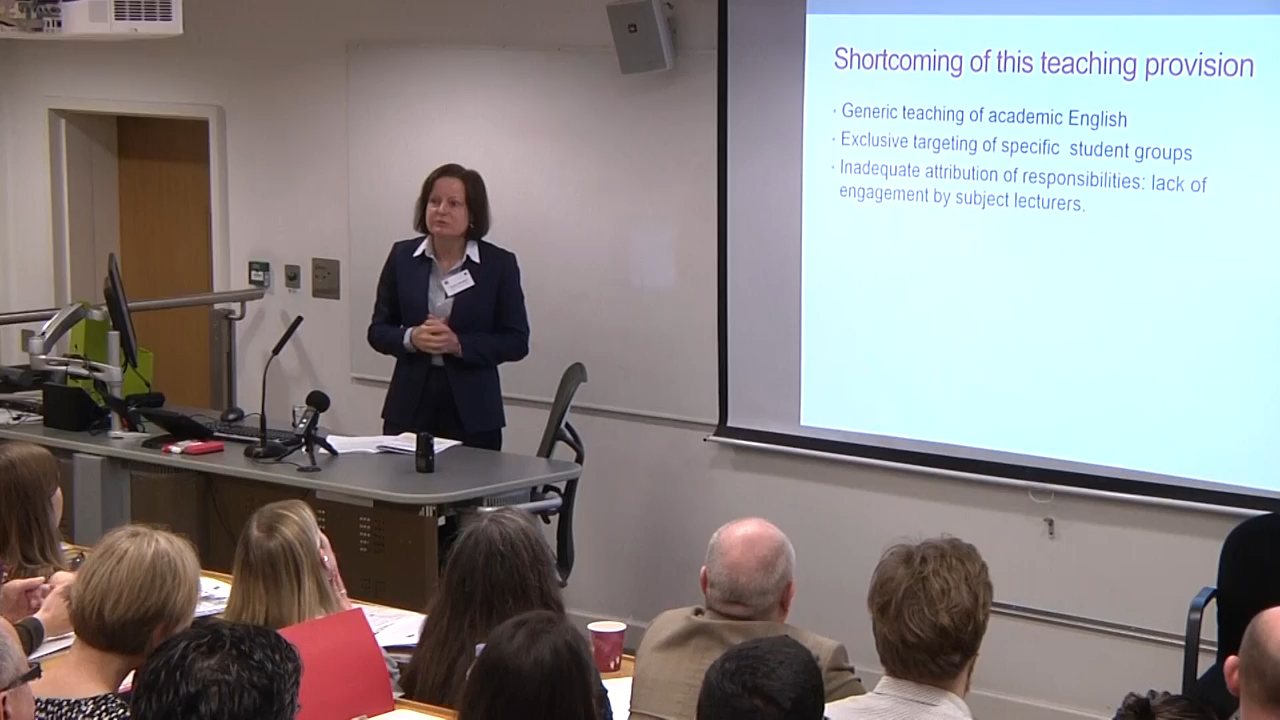 Shortcoming of this teaching provision
· Generic teaching of academic English
· Exclusive targeting of specific student groups
· Inadequate attribution of responsibilities: lack of
engagement by subject lecturers.